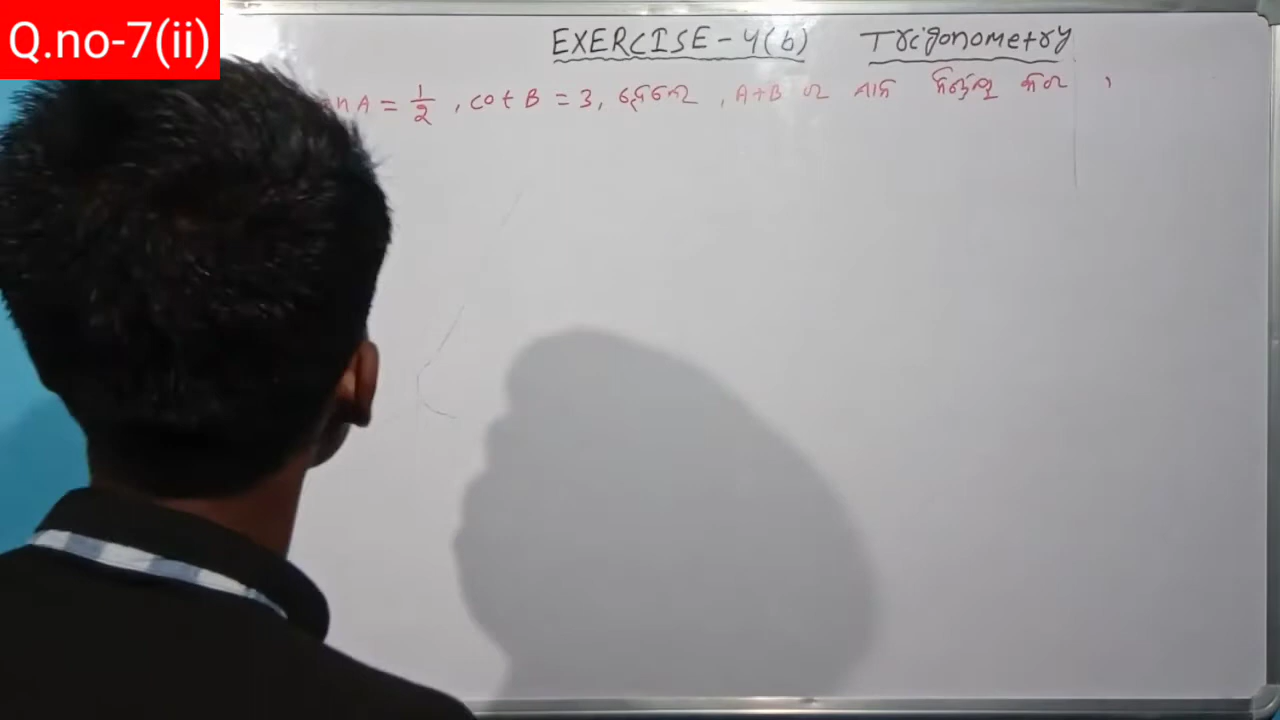 Q.no-7(ii)
EXERCISE-4(b) Trigonometry
A = 1/2, cot B = 3, ହେଲେ, A+B ର ମାନ ନିର୍ଣ୍ଣୟ କର ,